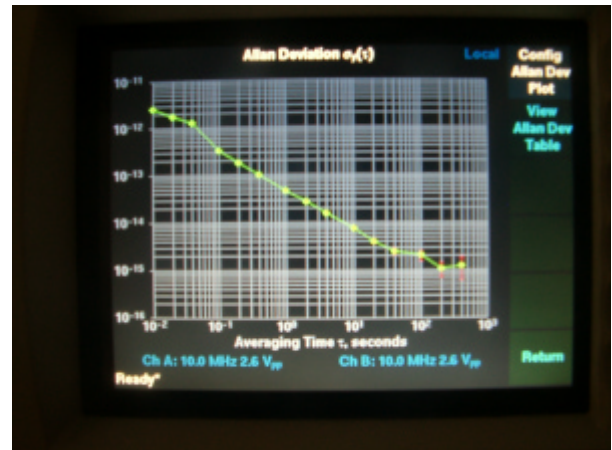 Allan Deviation σy(τ)
Local
Config
Allan Dev
Plot
View
Allan Dev
Table
10-11
10-12
10-13
10-14
10-15
10-16
10-2
10-1
100
101
102
103
Averaging Time τ, seconds
Ch A: 10.0 MHz 2.6 Vpp
Ch B: 10.0 MHz 2.6 Vpp
Return
Ready*